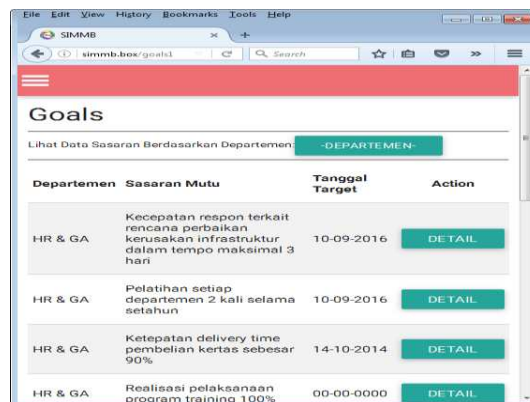 File Edit View History Bookmarks Tools Help
SIMMB
simmb.box/goals1 Search
Goals
Lihat Data Sasaran Berdasarkan Departemen: -DEPARTEMEN-
Departemen Sasaran Mutu Tanggal Target Action
HR & GA Kecepatan respon terkait
rencana perbaikan
kerusakan infrastruktur
dalam tempo maksimal 3
hari 10-09-2016 DETAIL
HR & GA Pelatihan setiap
departemen 2 kali selama
setahun 10-09-2016 DETAIL
HR & GA Ketepatan delivery time
pembelian kertas sebesar
90% 14-10-2014 DETAIL
HR & GA Realisasi pelaksanaan
program training 100% 00-00-0000 DETAIL